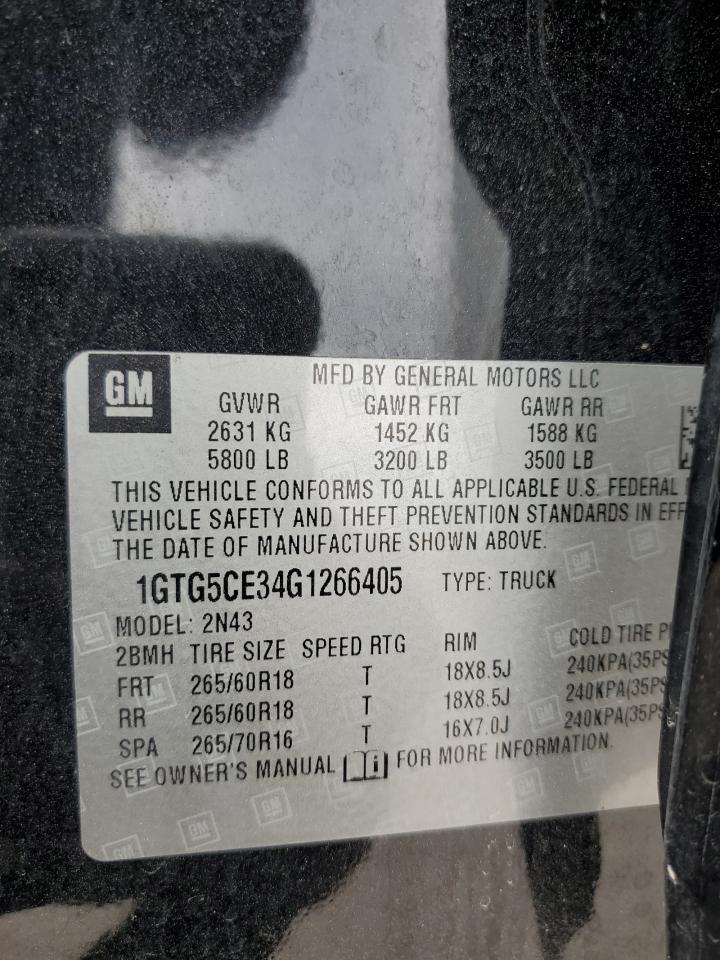 GM
MFD BY GENERAL MOTORS LLC
GVWR GAWR FRT GAWR RR
2631 KG 1452 KG 1588 KG
5800 LB 3200 LB 3500 LB
THIS VEHICLE CONFORMS TO ALL APPLICABLE U.S. FEDERAL
VEHICLE SAFETY AND THEFT PREVENTION STANDARDS IN EFF
THE DATE OF MANUFACTURE SHOWN ABOVE.
1GTG5CE34G1266405 TYPE: TRUCK
MODEL: 2N43
2BMH TIRE SIZE SPEED RTG RIM COLD TIRE P
FRT 265/60R18 T 18X8.5J 240KPA(35PS
RR 265/60R18 T 18X8.5J 240KPA(35PS
SPA 265/70R16 T 16X7.0J 240KPA(35PS
SEE OWNER'S MANUAL i FOR MORE INFORMATION.